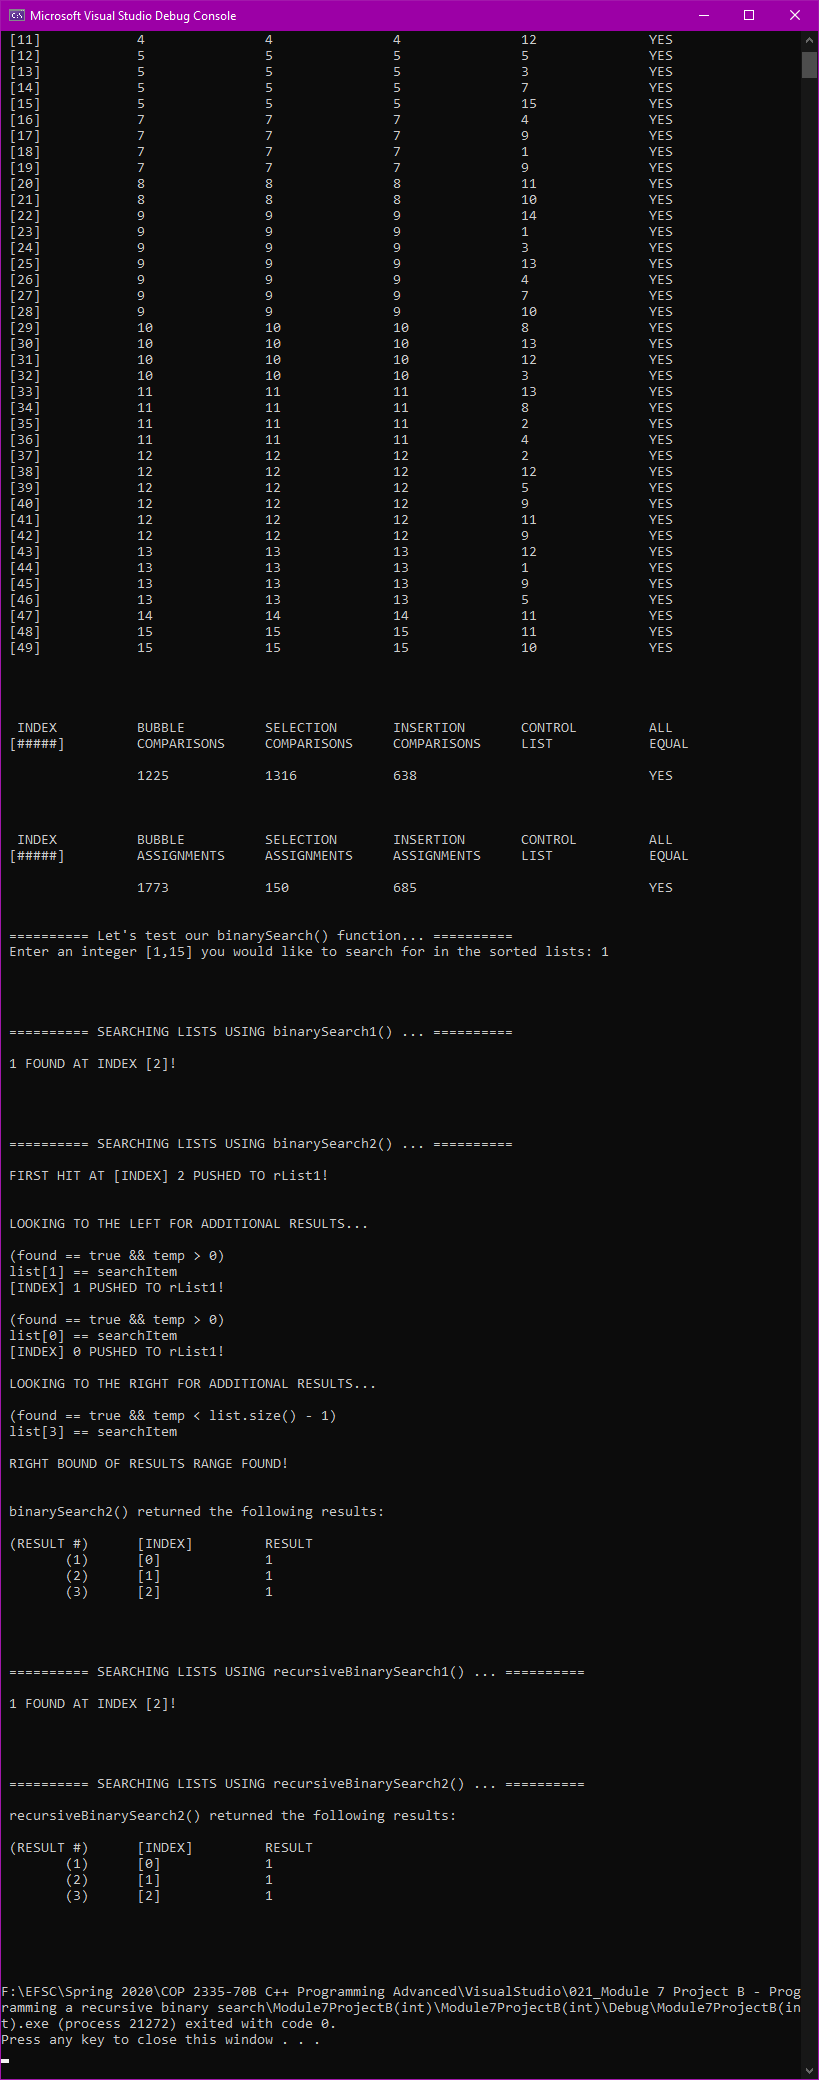 Microsoft Visual Studio Debug Console
[11] 4 4 4 12 YES
[12] 5 5 5 5 YES
[13] 5 5 5 3 YES
[14] 5 5 5 7 YES
[15] 5 5 5 15 YES
[16] 7 7 7 4 YES
[17] 7 7 7 9 YES
[18] 7 7 7 1 YES
[19] 7 7 7 9 YES
[20] 8 8 8 11 YES
[21] 8 8 8 10 YES
[22] 9 9 9 14 YES
[23] 9 9 9 1 YES
[24] 9 9 9 3 YES
[25] 9 9 9 13 YES
[26] 9 9 9 4 YES
[27] 9 9 9 7 YES
[28] 9 9 9 10 YES
[29] 10 10 10 8 YES
[30] 10 10 10 13 YES
[31] 10 10 10 12 YES
[32] 10 10 10 3 YES
[33] 11 11 11 13 YES
[34] 11 11 11 8 YES
[35] 11 11 11 2 YES
[36] 11 11 11 4 YES
[37] 12 12 12 2 YES
[38] 12 12 12 12 YES
[39] 12 12 12 5 YES
[40] 12 12 12 9 YES
[41] 12 12 12 11 YES
[42] 12 12 12 9 YES
[43] 13 13 13 12 YES
[44] 13 13 13 1 YES
[45] 13 13 13 9 YES
[46] 13 13 13 5 YES
[47] 14 14 14 11 YES
[48] 15 15 15 11 YES
[49] 15 15 15 10 YES
INDEX BUBBLE SELECTION INSERTION CONTROL ALL
[#####] COMPARISONS COMPARISONS COMPARISONS LIST EQUAL
1225 1316 638 YES
INDEX BUBBLE SELECTION INSERTION CONTROL ALL
[#####] ASSIGNMENTS ASSIGNMENTS ASSIGNMENTS LIST EQUAL
1773 150 685 YES
========== Let's test our binarySearch() function... ==========
Enter an integer [1,15] you would like to search for in the sorted lists: 1
========== SEARCHING LISTS USING binarySearch1() ... ==========
1 FOUND AT INDEX [2]!
========== SEARCHING LISTS USING binarySearch2() ... ==========
FIRST HIT AT [INDEX] 2 PUSHED TO rList1!
LOOKING TO THE LEFT FOR ADDITIONAL RESULTS...
(found == true && temp > 0)
list[1] == searchItem
[INDEX] 1 PUSHED TO rList1!
(found == true && temp > 0)
list[0] == searchItem
[INDEX] 0 PUSHED TO rList1!
LOOKING TO THE RIGHT FOR ADDITIONAL RESULTS...
(found == true && temp < list.size() - 1)
list[3] == searchItem
RIGHT BOUND OF RESULTS RANGE FOUND!
binarySearch2() returned the following results:
(RESULT #) [INDEX] RESULT
(1) [0] 1
(2) [1] 1
(3) [2] 1
========== SEARCHING LISTS USING recursiveBinarySearch1() ... ==========
1 FOUND AT INDEX [2]!
========== SEARCHING LISTS USING recursiveBinarySearch2() ... ==========
recursiveBinarySearch2() returned the following results:
(RESULT #) [INDEX] RESULT
(1) [0] 1
(2) [1] 1
(3) [2] 1
F:\EFSC\Spring 2020\COP 2335-70B C++ Programming Advanced\VisualStudio\021_Module 7 Project B - Prog
ramming a recursive binary search\Module7ProjectB(int)\Module7ProjectB(int)\Debug\Module7ProjectB(in
t).exe (process 21272) exited with code 0.
Press any key to close this window . . .